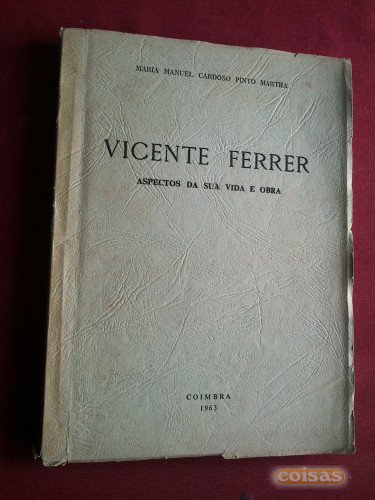 MARIA MANUEL CARDOSO PINTO MARTHA
VICENTE FERRER
ASPECTOS DA SUA VIDA E OBRA
COIMBRA
1963
coisas